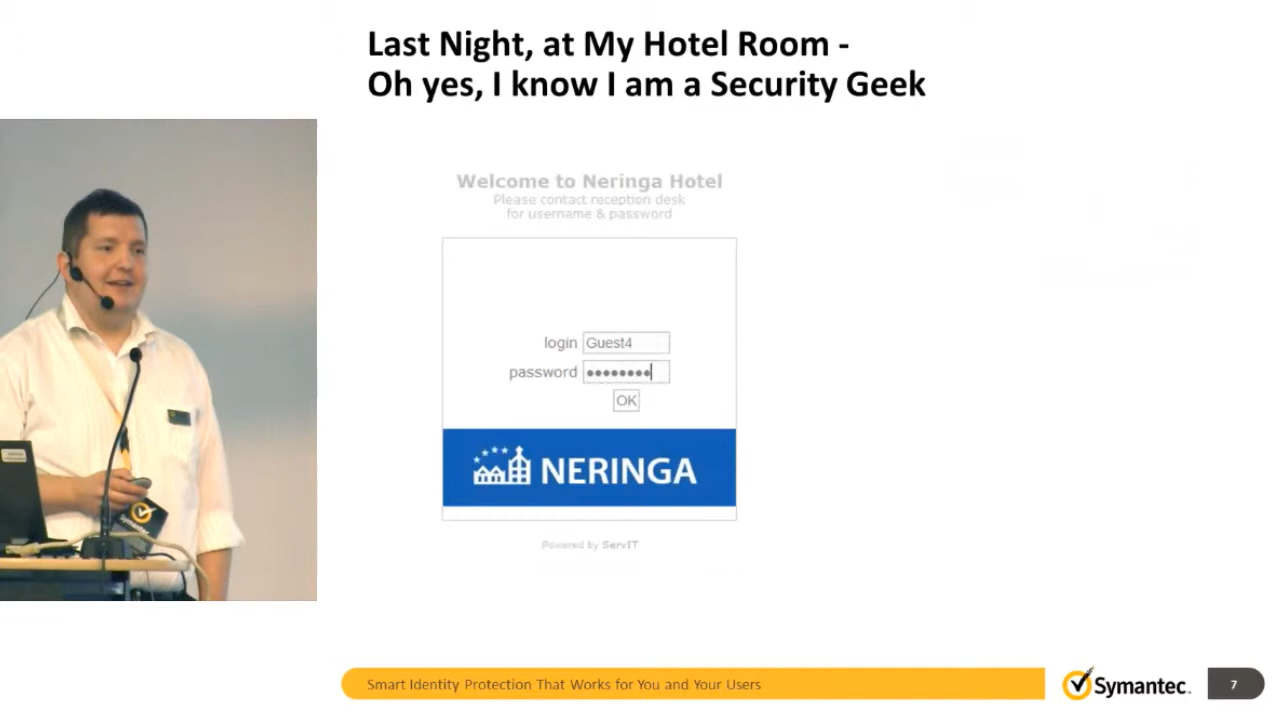 Last Night, at My Hotel Room -
Oh yes, I know I am a Security Geek
Welcome to Neringa Hotel
Please contact reception desk
for username & password
login Guest4
password ••••••••
OK
NERINGA
Powered by ServIT
Symantec
Smart Identity Protection That Works for You and Your Users
Symantec.
7